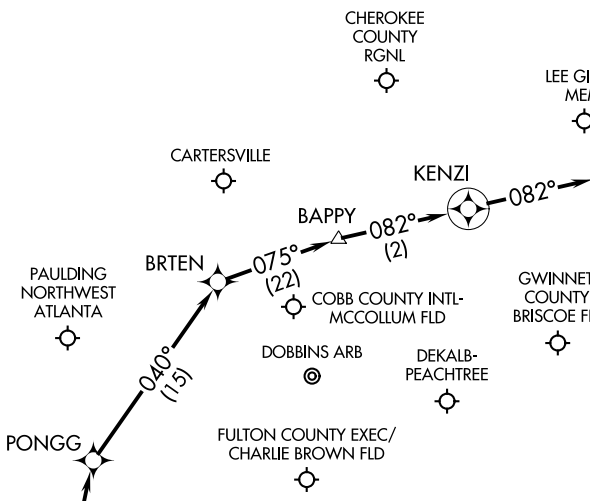 CHEROKEE
COUNTY
RGNL
LEE GI
MEM
CARTERSVILLE
KENZI
082°
BAPPY
082°
(2)
BRTEN
075°
(22)
PAULDING
NORTHWEST
ATLANTA
COBB COUNTY INTL-
MCCOLLUM FLD
GWINNET
COUNTY
BRISCOE F
DOBBINS ARB
DEKALB-
PEACHTREE
040°
(15)
PONGG
FULTON COUNTY EXEC/
CHARLIE BROWN FLD